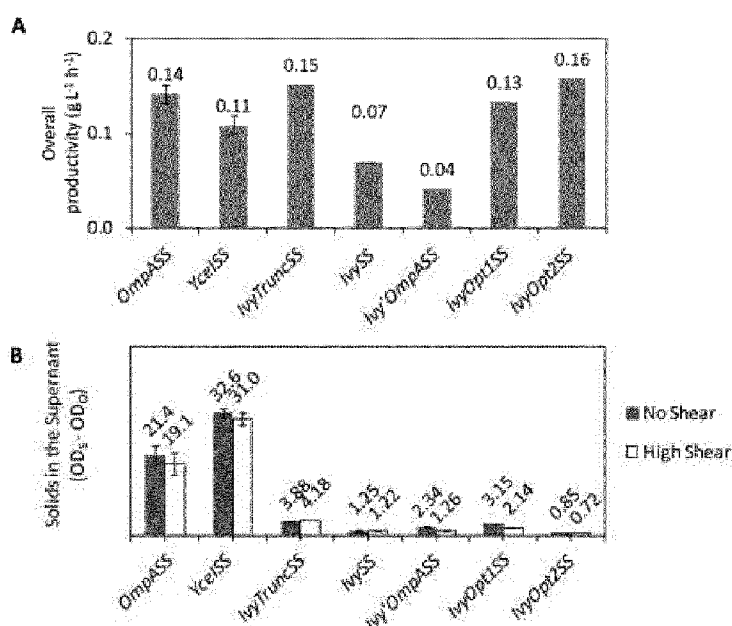 A
Overall productivity (g L⁻¹ h⁻¹)
0.2
0.1
0.0
0.14
0.11
0.15
0.07
0.04
0.13
0.16
OmpASS
YceISS
IvyTruncSS
IvySS
Ivy'OmpASS
IvyOpt1SS
IvyOpt2SS
B
Solids in the Supernant
(OD_S - OD_O)
21.4
19.1
32.6
31.0
3.88
4.18
1.25
1.22
2.34
1.26
3.15
2.14
0.85
0.72
No Shear
High Shear
OmpASS
YceISS
IvyTruncSS
IvySS
Ivy'OmpASS
IvyOpt1SS
IvyOpt2SS